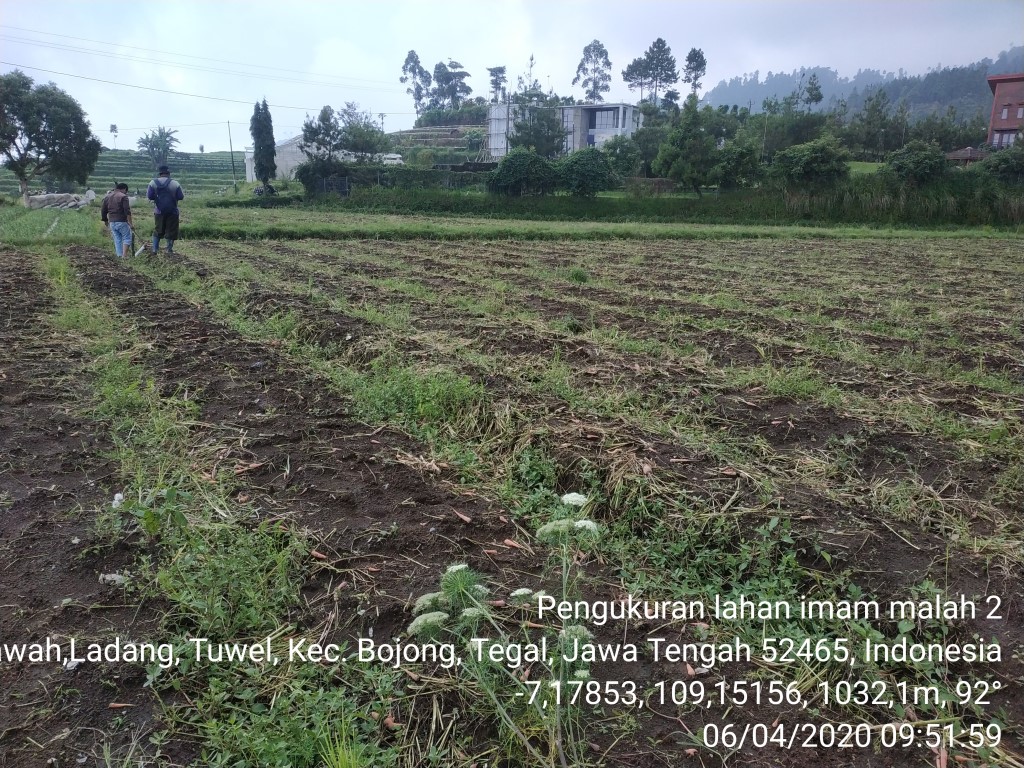 Pengukuran lahan imam malah 2
Ladang, Tuwel, Kec. Bojong, Tegal, Jawa Tengah 52465, Indonesia
-7,17853, 109,15156, 1032,1m, 92°
06/04/2020 09:51:59